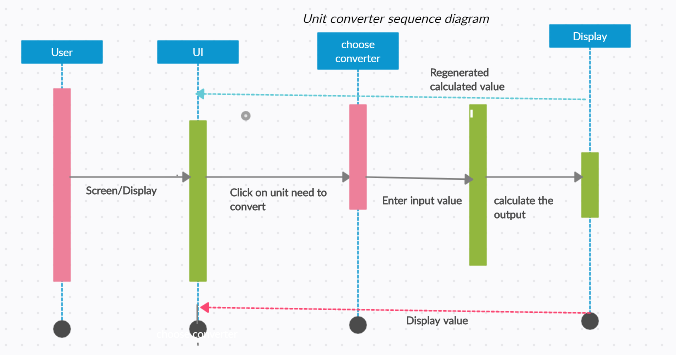 Unit converter sequence diagram
User
UI
choose
converter
Display
Regenerated
calculated value
Screen/Display
Click on unit need to
convert
Enter input value
calculate the
output
Display value